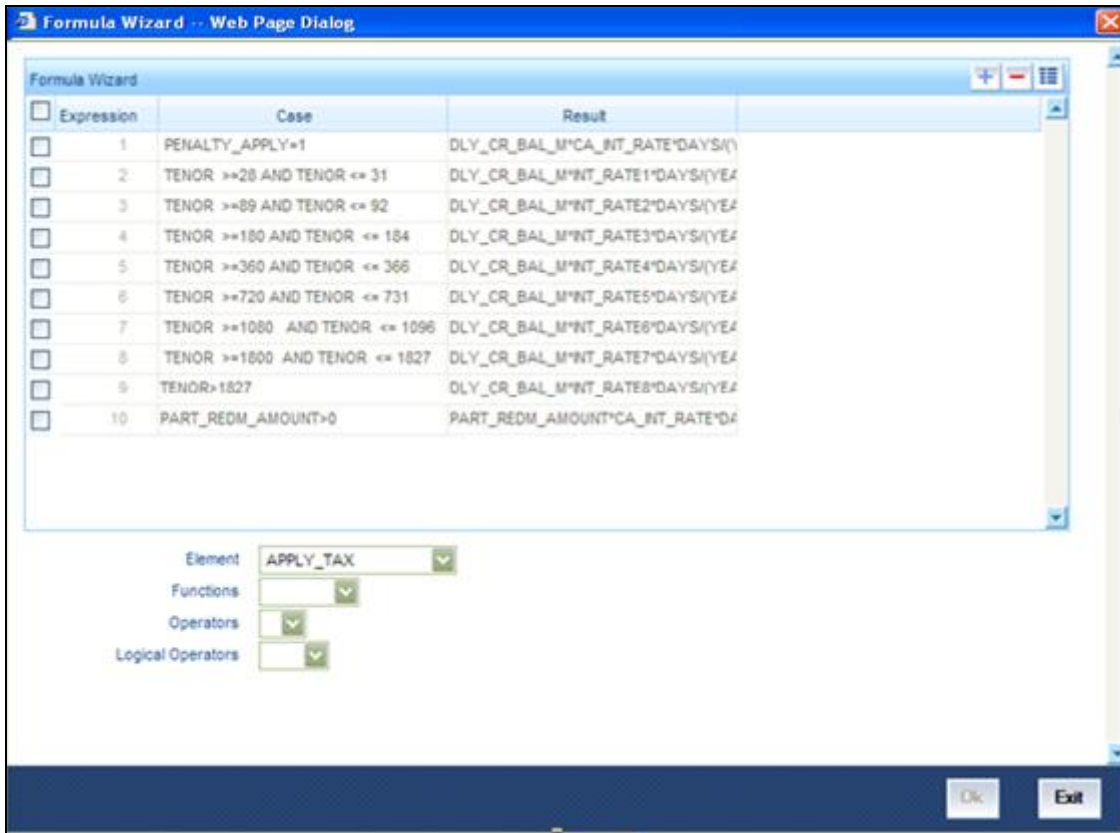 Formula Wizard -- Web Page Dialog
Formula Wizard
Expression Case Result
1 PENALTY_APPLY=1 DLY_CR_BAL_M*CA_INT_RATE*DAYS/(Y
2 TENOR >=28 AND TENOR <= 31 DLY_CR_BAL_M*INT_RATE1*DAYS/(YEA
3 TENOR >=89 AND TENOR <= 92 DLY_CR_BAL_M*INT_RATE2*DAYS/(YEA
4 TENOR >=180 AND TENOR <= 184 DLY_CR_BAL_M*INT_RATE3*DAYS/(YEA
5 TENOR >=360 AND TENOR <= 366 DLY_CR_BAL_M*INT_RATE4*DAYS/(YEA
6 TENOR >=720 AND TENOR <= 731 DLY_CR_BAL_M*INT_RATE5*DAYS/(YEA
7 TENOR >=1080 AND TENOR <= 1096 DLY_CR_BAL_M*INT_RATE6*DAYS/(YEA
8 TENOR >=1800 AND TENOR <= 1827 DLY_CR_BAL_M*INT_RATE7*DAYS/(YEA
9 TENOR>1827 DLY_CR_BAL_M*INT_RATE8*DAYS/(YEA
10 PART_REDM_AMOUNT>0 PART_REDM_AMOUNT*CA_INT_RATE*DA
Element APPLY_TAX
Functions
Operators
Logical Operators
Ok Exit